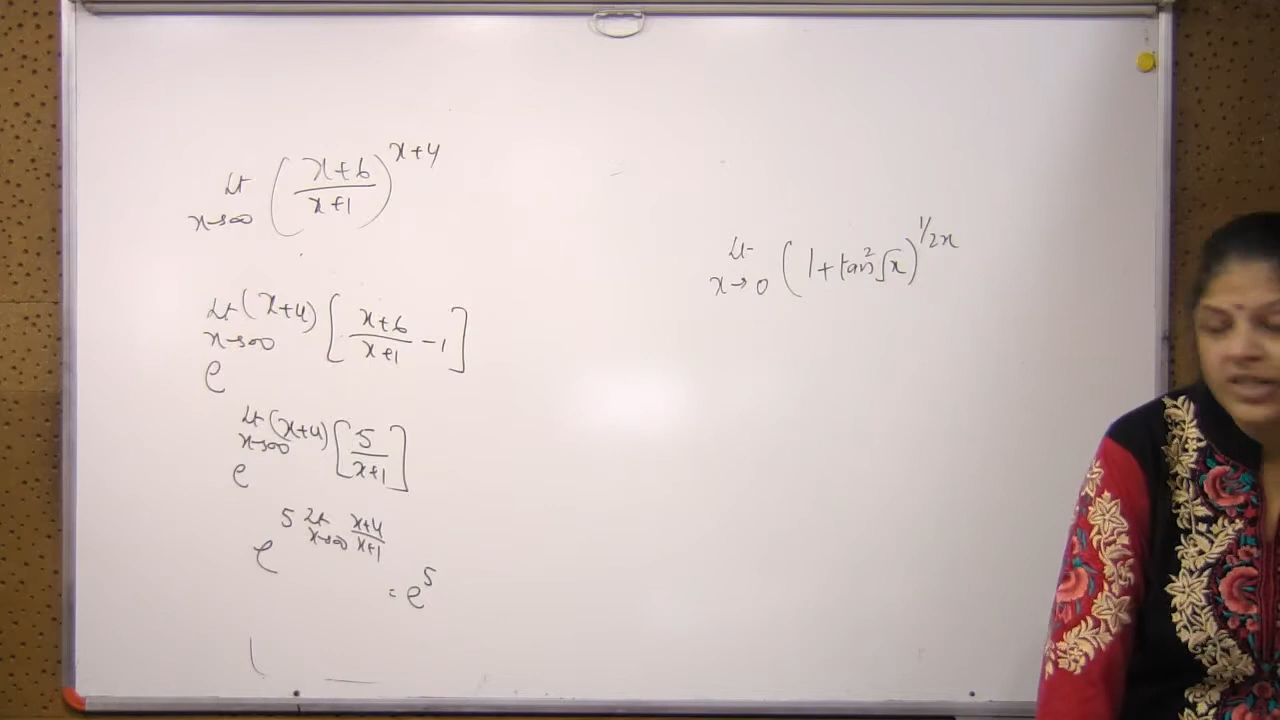 Lt x→∞ (x+6/x+1)^x+4
e^Lt x→∞ (x+4) [x+6/x+1 -1]
e^Lt x→∞ (x+4) [5/x+1]
e^5 Lt x→∞ x+4/x+1
= e^5
Lt x→0 (1+tan²√x)^1/2x